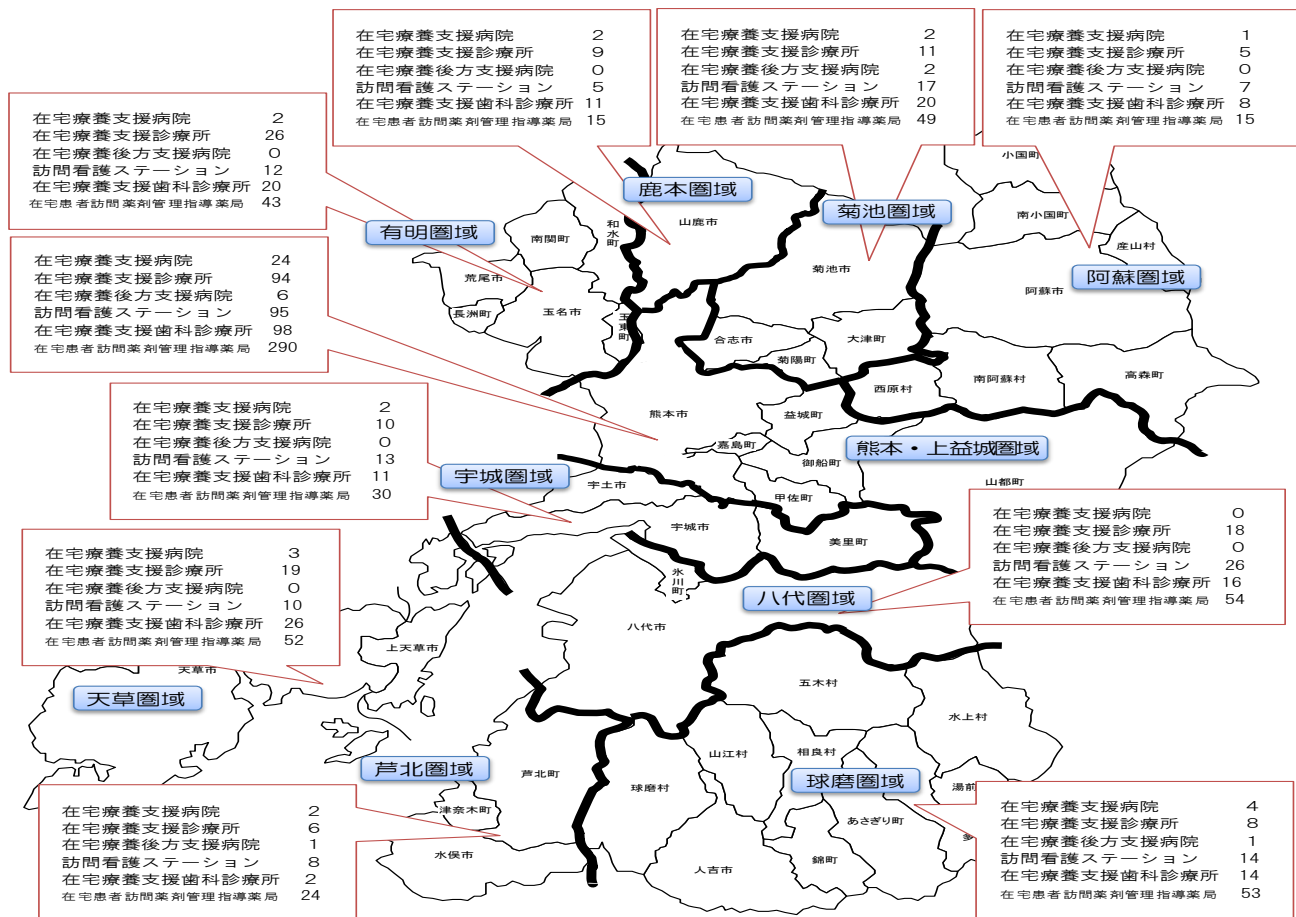 在宅療養支援病院 2
在宅療養支援診療所 9
在宅療養後方支援病院 0
訪問看護ステーション 5
在宅療養支援歯科診療所 11
在宅患者訪問薬剤管理指導薬局 15
在宅療養支援病院 2
在宅療養支援診療所 11
在宅療養後方支援病院 2
訪問看護ステーション 17
在宅療養支援歯科診療所 20
在宅患者訪問薬剤管理指導薬局 49
在宅療養支援病院 1
在宅療養支援診療所 5
在宅療養後方支援病院 0
訪問看護ステーション 7
在宅療養支援歯科診療所 8
在宅患者訪問薬剤管理指導薬局 15
在宅療養支援病院 2
在宅療養支援診療所 26
在宅療養後方支援病院 0
訪問看護ステーション 12
在宅療養支援歯科診療所 20
在宅患者訪問薬剤管理指導薬局 43
小国町
鹿本圏域
菊池圏域
南小国町
有明圏域
和水町
山鹿市
南関町
産山村
阿蘇圏域
荒尾市
菊池市
阿蘇市
長洲町
玉名市
玉東町
在宅療養支援病院 24
在宅療養支援診療所 94
在宅療養後方支援病院 6
訪問看護ステーション 95
在宅療養支援歯科診療所 98
在宅患者訪問薬剤管理指導薬局 290
合志市
大津町
菊陽町
西原村
南阿蘇村
高森町
熊本市
益城町
嘉島町
御船町
熊本・上益城圏域
山都町
在宅療養支援病院 2
在宅療養支援診療所 10
在宅療養後方支援病院 0
訪問看護ステーション 13
在宅療養支援歯科診療所 11
在宅患者訪問薬剤管理指導薬局 30
宇城圏域
宇土市
甲佐町
宇城市
美里町
氷川町
在宅療養支援病院 0
在宅療養支援診療所 18
在宅療養後方支援病院 0
訪問看護ステーション 26
在宅療養支援歯科診療所 16
在宅患者訪問薬剤管理指導薬局 54
八代圏域
八代市
在宅療養支援病院 3
在宅療養支援診療所 19
在宅療養後方支援病院 0
訪問看護ステーション 10
在宅療養支援歯科診療所 26
在宅患者訪問薬剤管理指導薬局 52
上天草市
天草市
天草圏域
五木村
水上村
山江村
相良村
芦北圏域
芦北町
球磨村
球磨圏域
湯前
津奈木町
あさぎり町
水俣市
人吉市
錦町
在宅療養支援病院 2
在宅療養支援診療所 6
在宅療養後方支援病院 1
訪問看護ステーション 8
在宅療養支援歯科診療所 2
在宅患者訪問薬剤管理指導薬局 24
在宅療養支援病院 4
在宅療養支援診療所 8
在宅療養後方支援病院 1
訪問看護ステーション 14
在宅療養支援歯科診療所 14
在宅患者訪問薬剤管理指導薬局 53